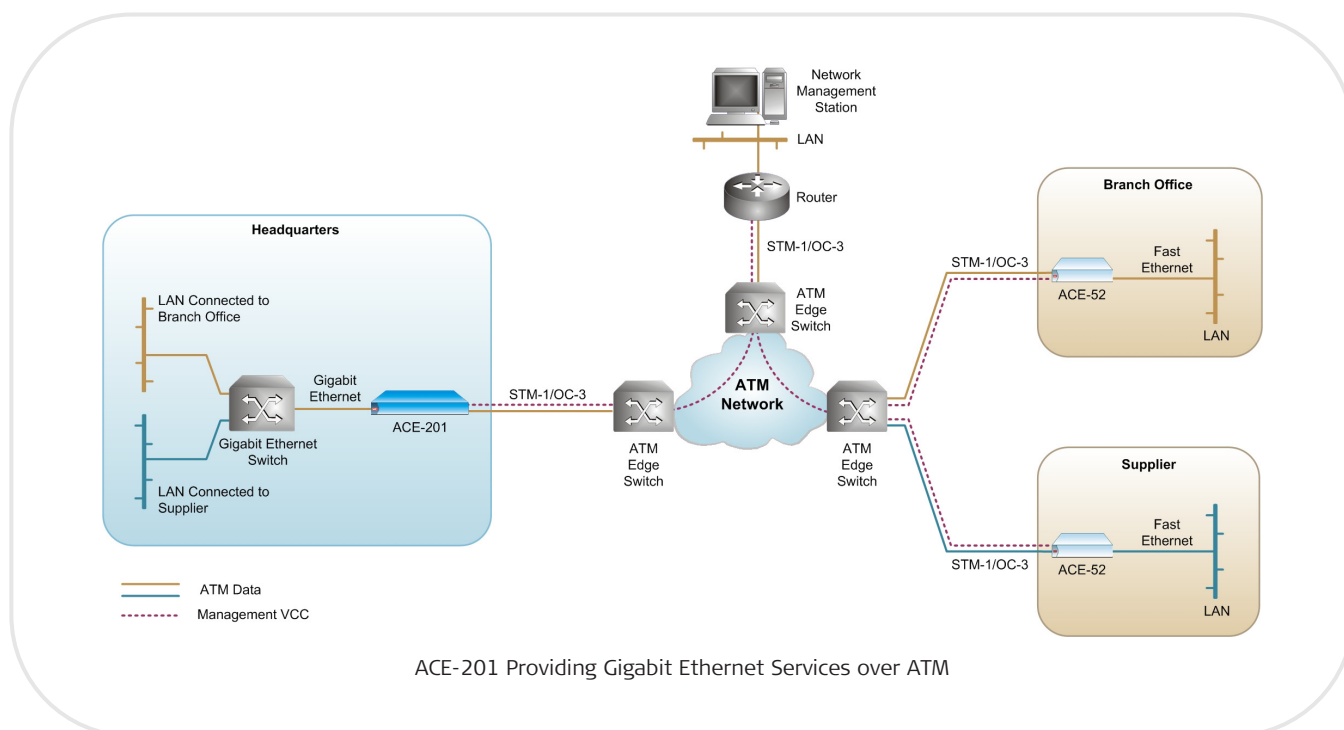 Network
Management
Station
LAN
Router
STM-1/OC-3
ATM
Edge
Switch
Headquarters
LAN Connected to
Branch Office
Gigabit
Ethernet
STM-1/OC-3
ACE-201
Gigabit Ethernet
Switch
LAN Connected to
Supplier
ATM
Edge
Switch
ATM
Network
ATM
Edge
Switch
Branch Office
STM-1/OC-3
Fast
Ethernet
ACE-52
LAN
Supplier
Fast
Ethernet
STM-1/OC-3
ACE-52
LAN
ATM Data
Management VCC
ACE-201 Providing Gigabit Ethernet Services over ATM